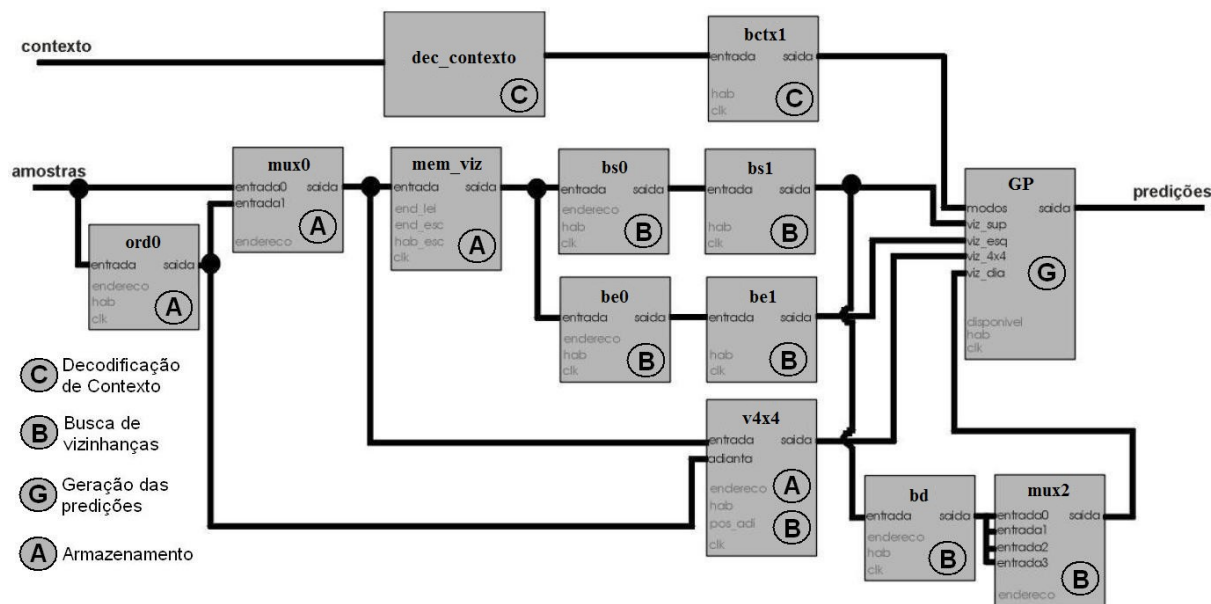 contexto
dec_contexto
C
bctx1
entrada saida
hab
clk
C
amostras
mux0
entrada0 saida
entrada1
endereco
A
ord0
entrada saida
endereco
hab
clk
A
mem_viz
entrada saida
end_lei
end_esc
hab_esc
clk
A
bs0
entrada saida
endereco
hab
clk
B
bs1
entrada saida
hab
clk
B
be0
entrada saida
endereco
hab
clk
B
be1
entrada saida
hab
clk
B
v4x4
entrada saida
adianta
endereco
hab
pos_adi
clk
A
B
GP
modos saida
viz_sup
viz_esq
viz_4x4
viz_dia
disponivel
hab
clk
G
predições
bd
entrada saida
endereco
hab
clk
B
mux2
entrada0 saida
entrada1
entrada2
entrada3
endereco
B
C Decodificação
de Contexto
B Busca de
vizinhanças
G Geração das
predições
A Armazenamento